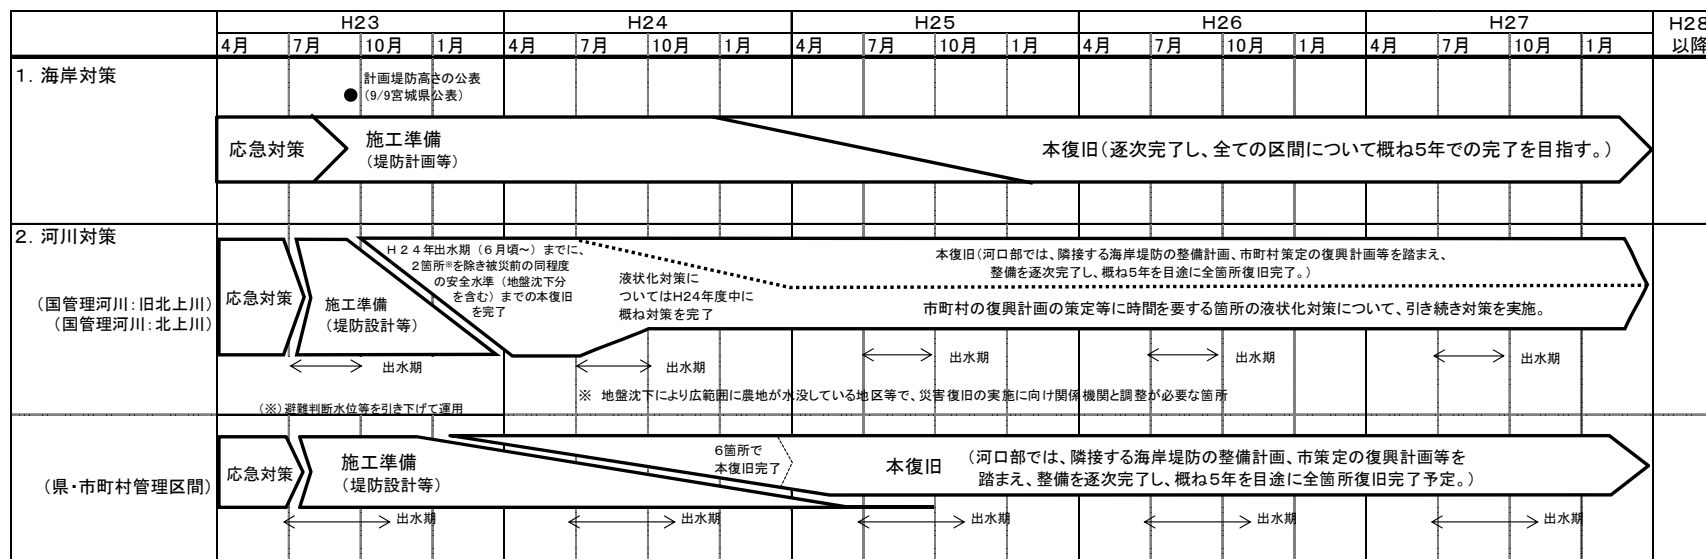 H23 H24 H25 H26 H27 H28
4月 7月 10月 1月 4月 7月 10月 1月 4月 7月 10月 1月 4月 7月 10月 1月 4月 7月 10月 1月 以降
1．海岸対策
計画堤防高さの公表
（9/9宮城県公表）
応急対策
施工準備
（堤防計画等）
本復旧（逐次完了し、全ての区間について概ね5年での完了を目指す。）
2．河川対策
（国管理河川：旧北上川）
（国管理河川：北上川）
応急対策
施工準備
（堤防設計等）
H24年出水期（6月頃～）までに、
2箇所※を除き被災前の同程度
の安全水準（地盤沈下分
を含む）までの本復旧
を完了
液状化対策に
ついてはH24年度中に
概ね対策を完了
本復旧（河口部では、隣接する海岸堤防の整備計画、市町村策定の復興計画等を踏まえ、
整備を逐次完了し、概ね5年を目途に全箇所復旧完了。）
市町村の復興計画の策定等に時間を要する箇所の液状化対策について、引き続き対策を実施。
出水期 出水期 出水期 出水期 出水期
（※）避難判断水位等を引き下げて運用
※ 地盤沈下により広範囲に農地が水没している地区等で、災害復旧の実施に向け関係機関と調整が必要な箇所
（県・市町村管理区間）
応急対策
施工準備
（堤防設計等）
6箇所で
本復旧完了
本復旧 （河口部では、隣接する海岸堤防の整備計画、市策定の復興計画等を
踏まえ、整備を逐次完了し、概ね5年を目途に全箇所復旧完了予定。）
出水期 出水期 出水期 出水期 出水期